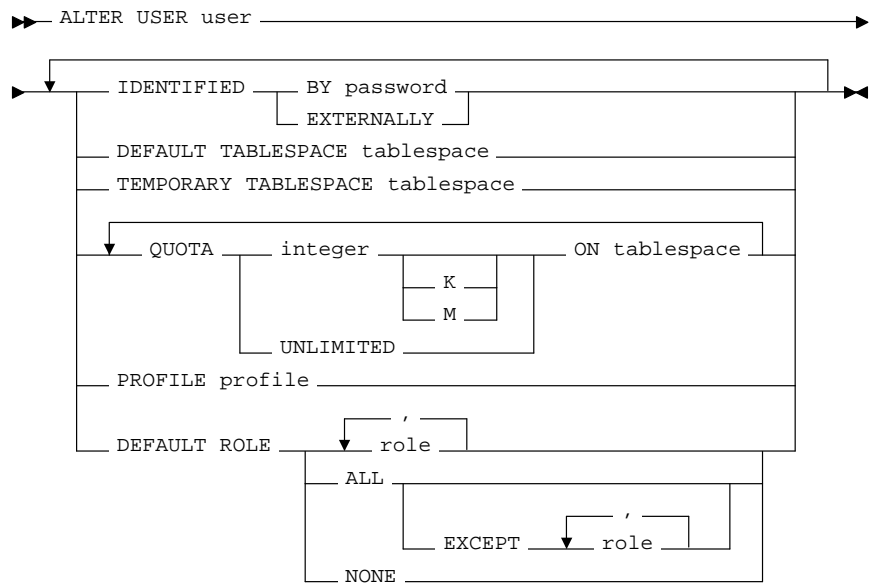 ALTER USER user
IDENTIFIED BY password
EXTERNALLY
DEFAULT TABLESPACE tablespace
TEMPORARY TABLESPACE tablespace
QUOTA integer ON tablespace
K
M
UNLIMITED
PROFILE profile
,
DEFAULT ROLE role
ALL
,
EXCEPT role
NONE